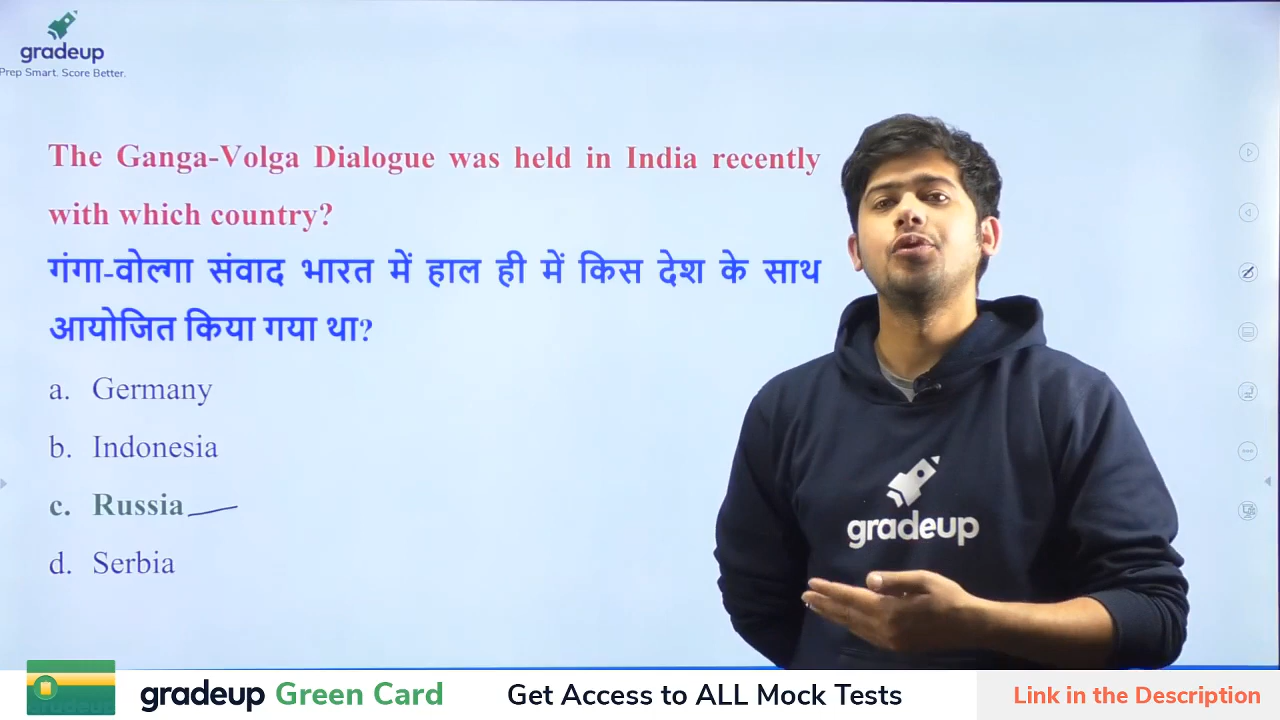 gradeup
Prep Smart. Score Better.
The Ganga-Volga Dialogue was held in India recently
with which country?
गंगा-वोल्गा संवाद भारत में हाल ही में किस देश के साथ
आयोजित किया गया था?
a. Germany
b. Indonesia
c. Russia
d. Serbia
gradeup
gradeup Green Card
Get Access to ALL Mock Tests
Link in the Description